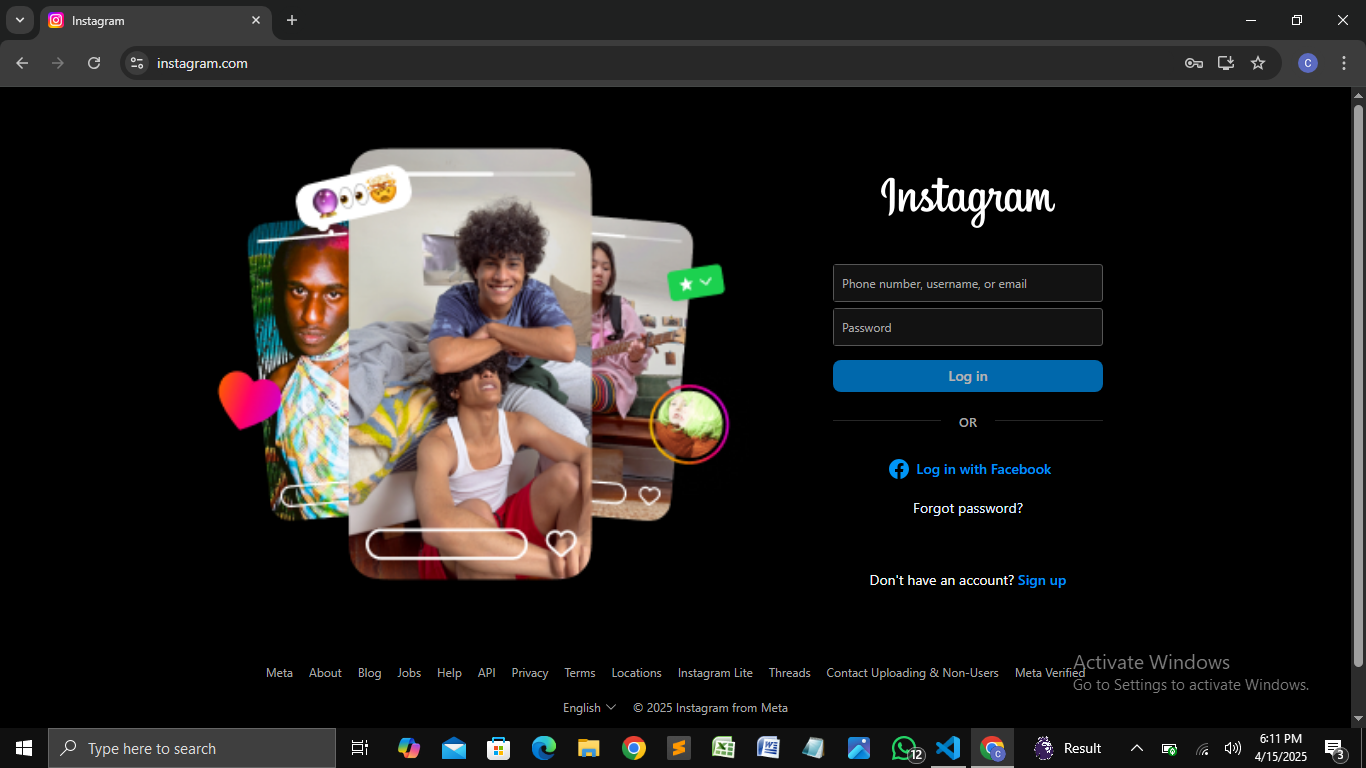 Instagram
instagram.com
C
Instagram
Phone number, username, or email
Password
Log in
OR
Log in with Facebook
Forgot password?
Don't have an account? Sign up
Meta About Blog Jobs Help API Privacy Terms Locations Instagram Lite Threads Contact Uploading & Non-Users Meta Verified
English © 2025 Instagram from Meta
Activate Windows
Go to Settings to activate Windows.
Type here to search
12
C
Result
6:11 PM
4/15/2025
3